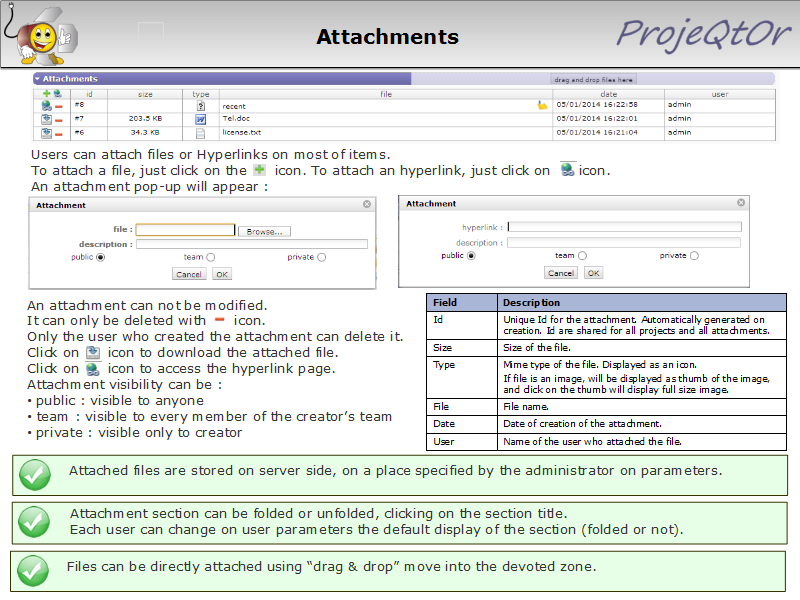 Attachments
ProjeQtOr
Attachments
drag and drop files here
id size type file date user
#8 recent 05/01/2014 16:22:58 admin
#7 203.5 KB Tel.doc 05/01/2014 16:22:01 admin
#6 34.3 KB license.txt 05/01/2014 16:21:04 admin
Users can attach files or Hyperlinks on most of items.
To attach a file, just click on the icon. To attach an hyperlink, just click on icon.
An attachment pop-up will appear :
Attachment
file : Browse...
description :
public team private
Cancel OK
Attachment
hyperlink :
description :
public team private
Cancel OK
An attachment can not be modified.
It can only be deleted with icon.
Only the user who created the attachment can delete it.
Click on icon to download the attached file.
Click on icon to access the hyperlink page.
Attachment visibility can be :
• public : visible to anyone
• team : visible to every member of the creator’s team
• private : visible only to creator
Field Description
Id Unique Id for the attachment. Automatically generated on
creation. Id are shared for all projects and all attachments.
Size Size of the file.
Type Mime type of the file. Displayed as an icon.
If file is an image, will be displayed as thumb of the image,
and click on the thumb will display full size image.
File File name.
Date Date of creation of the attachment.
User Name of the user who attached the file.
Attached files are stored on server side, on a place specified by the administrator on parameters.
Attachment section can be folded or unfolded, clicking on the section title.
Each user can change on user parameters the default display of the section (folded or not).
Files can be directly attached using “drag & drop” move into the devoted zone.